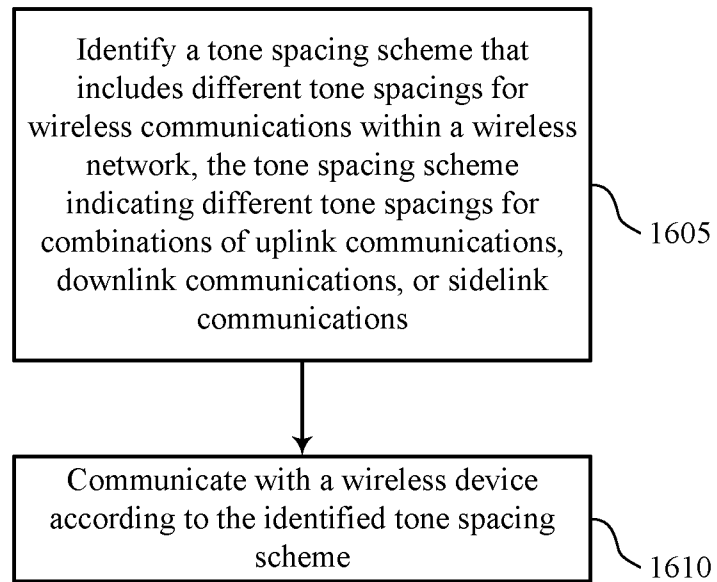 Identify a tone spacing scheme that
includes different tone spacings for
wireless communications within a wireless
network, the tone spacing scheme
indicating different tone spacings for
combinations of uplink communications,
downlink communications, or sidelink
communications
1605
Communicate with a wireless device
according to the identified tone spacing
scheme
1610